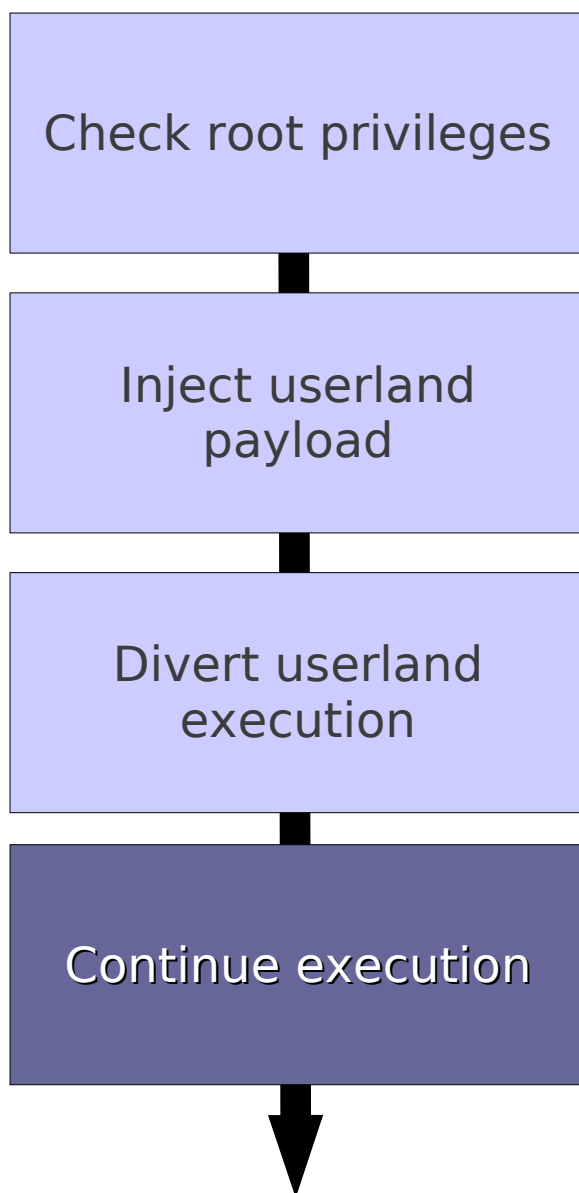 Check root privileges
Inject userland
payload
Divert userland
execution
Continue execution